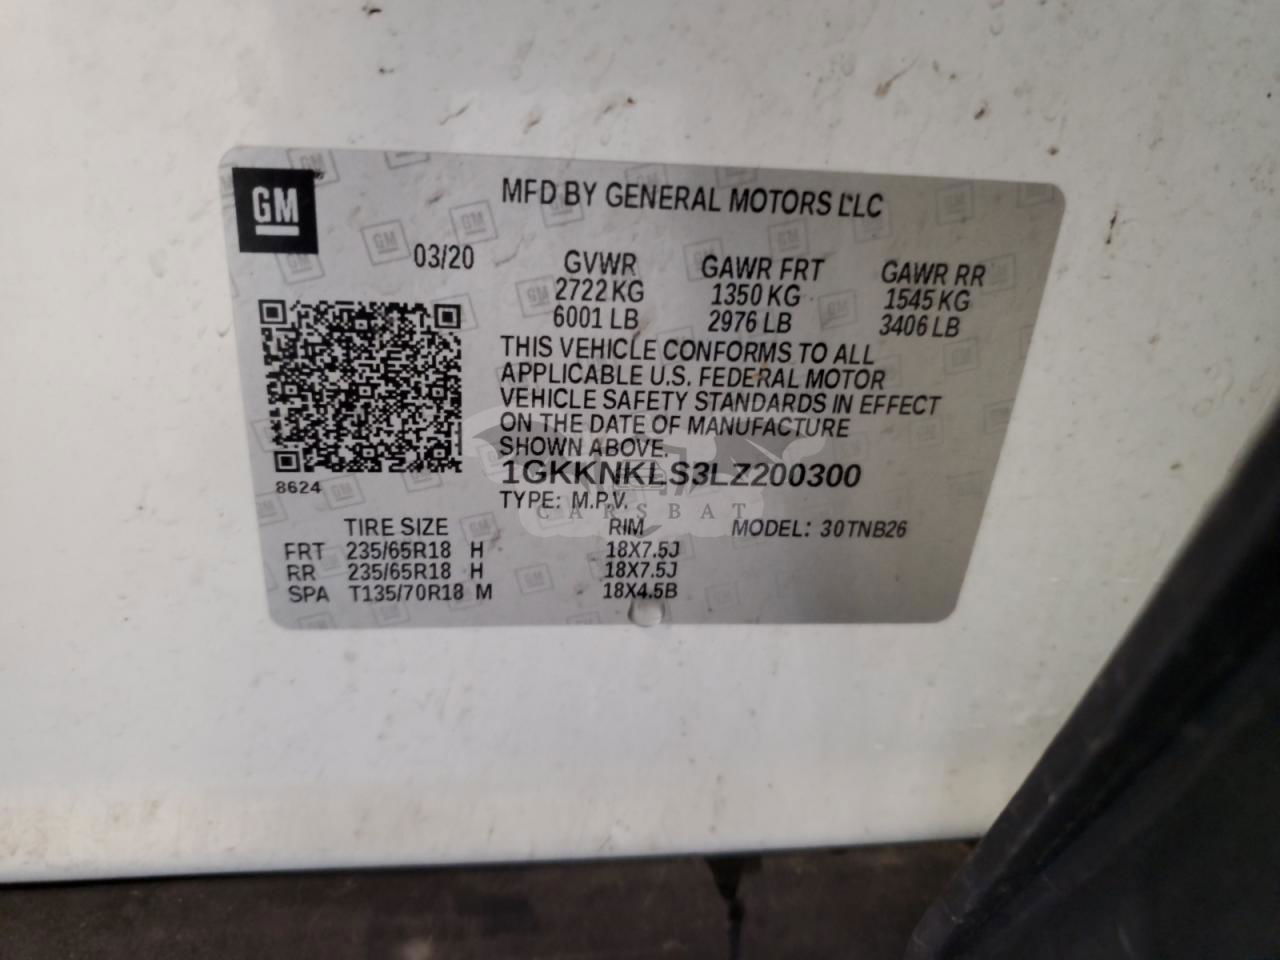 GM
MFD BY GENERAL MOTORS LLC
03/20
GVWR GAWR FRT GAWR RR
2722 KG 1350 KG 1545 KG
6001 LB 2976 LB 3406 LB
THIS VEHICLE CONFORMS TO ALL
APPLICABLE U.S. FEDERAL MOTOR
VEHICLE SAFETY STANDARDS IN EFFECT
ON THE DATE OF MANUFACTURE
SHOWN ABOVE.
1GKKNKLS3LZ200300
8624
TYPE: M.P.V.
CARSBAT
TIRE SIZE RIM MODEL: 30TNB26
FRT 235/65R18 H 18X7.5J
RR 235/65R18 H 18X7.5J
SPA T135/70R18 M 18X4.5B